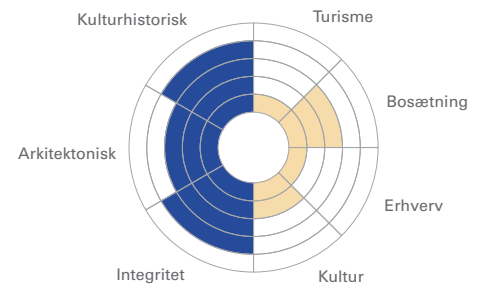 Kulturhistorisk
Turisme
Bosætning
Arkitektonisk
Erhverv
Integritet
Kultur